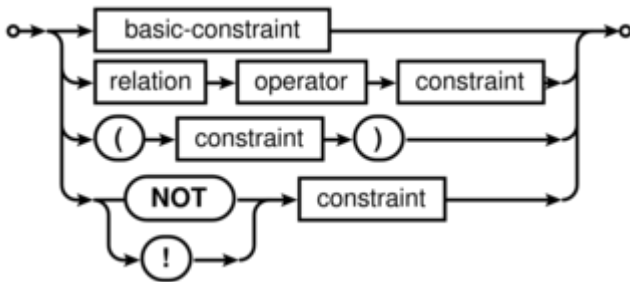 basic-constraint
relation operator constraint
( constraint )
NOT constraint
!